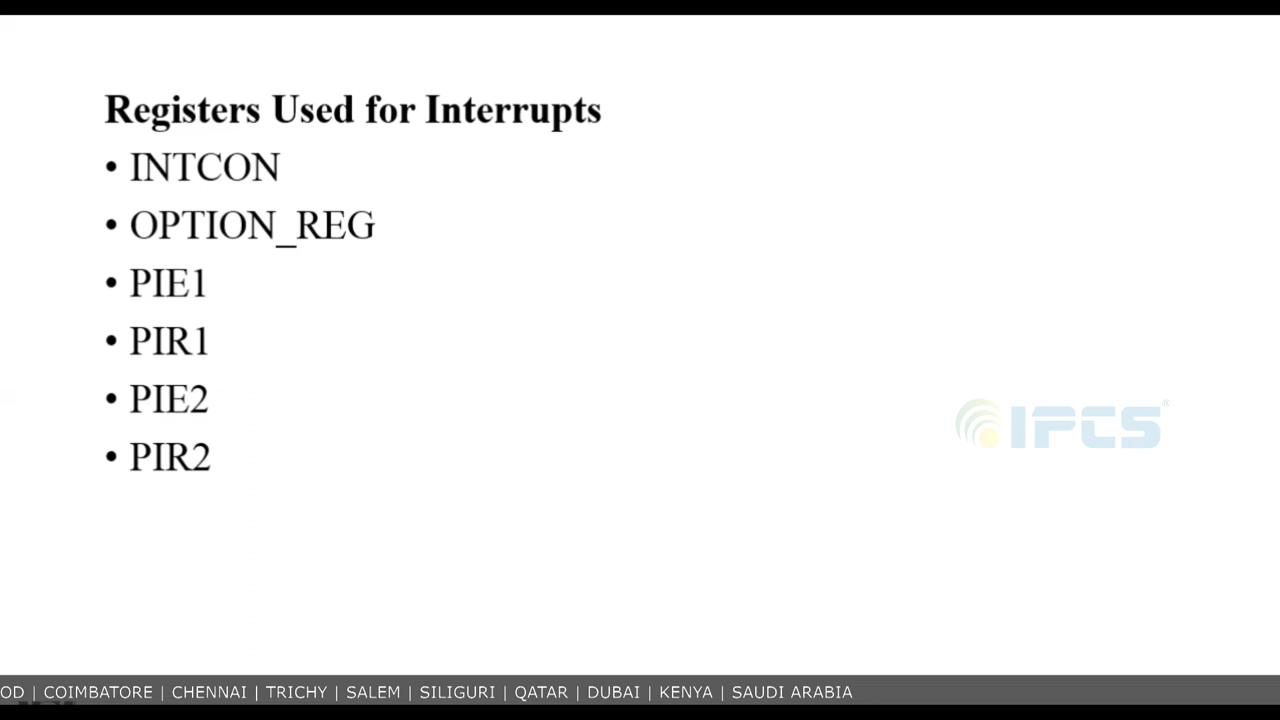 Registers Used for Interrupts
• INTCON
• OPTION_REG
• PIE1
• PIR1
• PIE2
• PIR2
IPCS®
OD | COIMBATORE | CHENNAI | TRICHY | SALEM | SILIGURI | QATAR | DUBAI | KENYA | SAUDI ARABIA